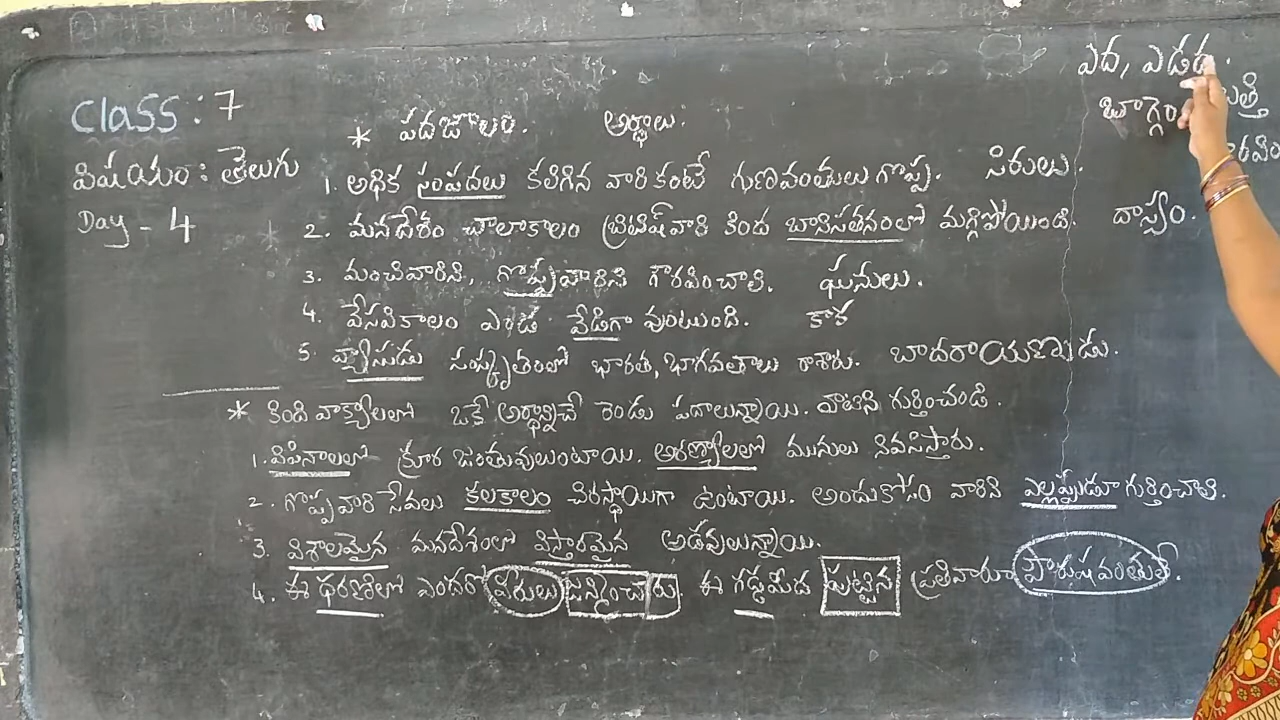 ఎద, ఎడద.
Class : 7
* పదజాలం. అర్థాలు.
విషయం : తెలుగు
1. అధిక సంపదలు కలిగిన వారికంటే గుణవంతులు గొప్ప. సిరులు.
Day - 4
2. మనదేశం చాలాకాలం బ్రిటిష్‌వారి కింద బానిసతనంలో మగ్గిపోయింది. దాస్యం.
3. మంచివారిని, గొప్పవారిని గౌరవించాలి. ఘనులు.
4. వేసవికాలం ఎండ వేడిగా వుంటుంది. కాక
5. వ్యాసుడు సంస్కృతంలో భారత, భాగవతాలు రాశారు. బాదరాయణుడు.
* కింది వాక్యాలలో ఒకే అర్థాన్నిచే రెండు పదాలున్నాయి. వాటిని గుర్తించండి.
1. విపినాలలో క్రూర జంతువులుంటాయి. అరణ్యాలలో మునులు నివసిస్తారు.
2. గొప్పవారి సేవలు కలకాలం చిరస్థాయిగా ఉంటాయి. అందుకోసం వారిని ఎల్లప్పుడూ గుర్తించాలి.
3. విశాలమైన మనదేశంలో విస్తారమైన అడవులున్నాయి.
4. ఈ ధరణిలో ఎందరో వీరులు జన్మించారు. ఈ గడ్డమీద పుట్టిన ప్రతివారూ పౌరుషవంతులే.